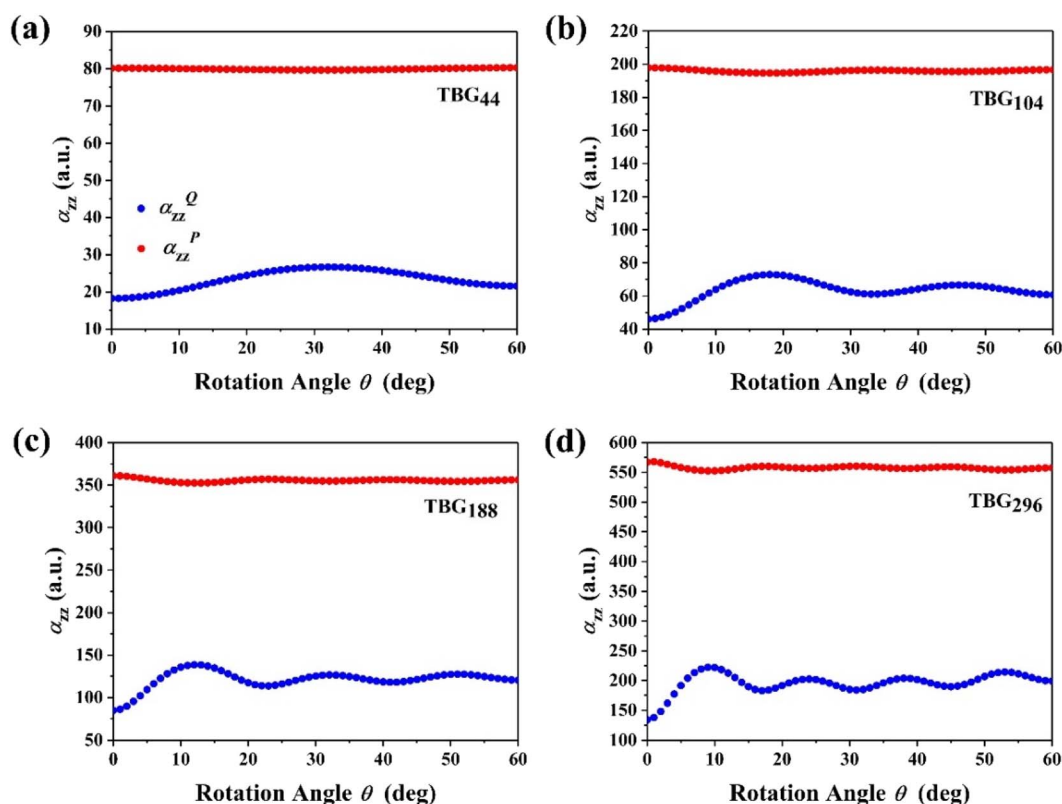 (a)
90
80
70
60
50
40
30
20
10
α_zz (a.u.)
TBG44
α_zz^Q
α_zz^P
0 10 20 30 40 50 60
Rotation Angle θ (deg)
(b)
220
200
180
160
140
120
100
80
60
40
α_zz (a.u.)
TBG104
0 10 20 30 40 50 60
Rotation Angle θ (deg)
(c)
400
350
300
250
200
150
100
50
α_zz (a.u.)
TBG188
0 10 20 30 40 50 60
Rotation Angle θ (deg)
(d)
600
550
500
450
400
350
300
250
200
150
100
α_zz (a.u.)
TBG296
0 10 20 30 40 50 60
Rotation Angle θ (deg)